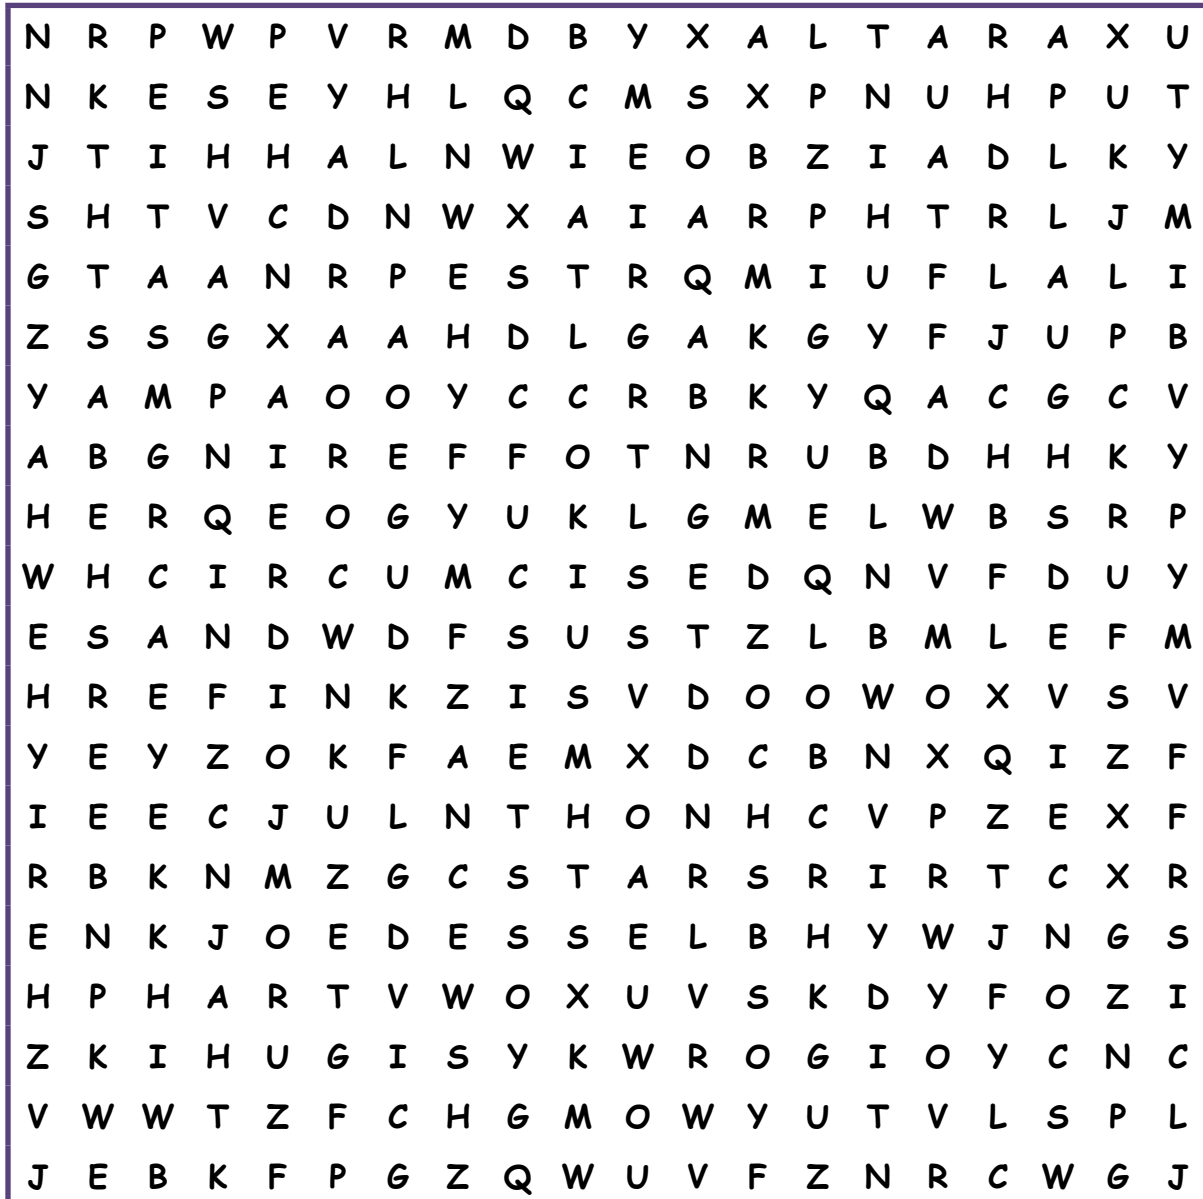 N R P W P V R M D B Y X A L T A R A X U
N K E S E Y H L Q C M S X P N U H P U T
J T I H H A L N W I E O B Z I A D L K Y
S H T V C D N W X A I A R P H T R L J M
G T A A N R P E S T R Q M I U F L A L I
Z S S G X A A H D L G A K G Y F J U P B
Y A M P A O O Y C C R B K Y Q A C G C V
A B G N I R E F F O T N R U B D H H K Y
H E R Q E O G Y U K L G M E L W B S R P
W H C I R C U M C I S E D Q N V F D U Y
E S A N D W D F S U S T Z L B M L E F M
H R E F I N K Z I S V D O O W O X V S V
Y E Y Z O K F A E M X D C B N X Q I Z F
I E E C J U L N T H O N H C V P Z E X F
R B K N M Z G C S T A R S R I R T C X R
E N K J O E D E S S E L B H Y W J N G S
H P H A R T V W O X U V S K D Y F O Z I
Z K I H U G I S Y K W R O G I O Y C N C
V W W T Z F C H G M O W Y U T V L S P L
J E B K F P G Z Q W U V F Z N R C W G J